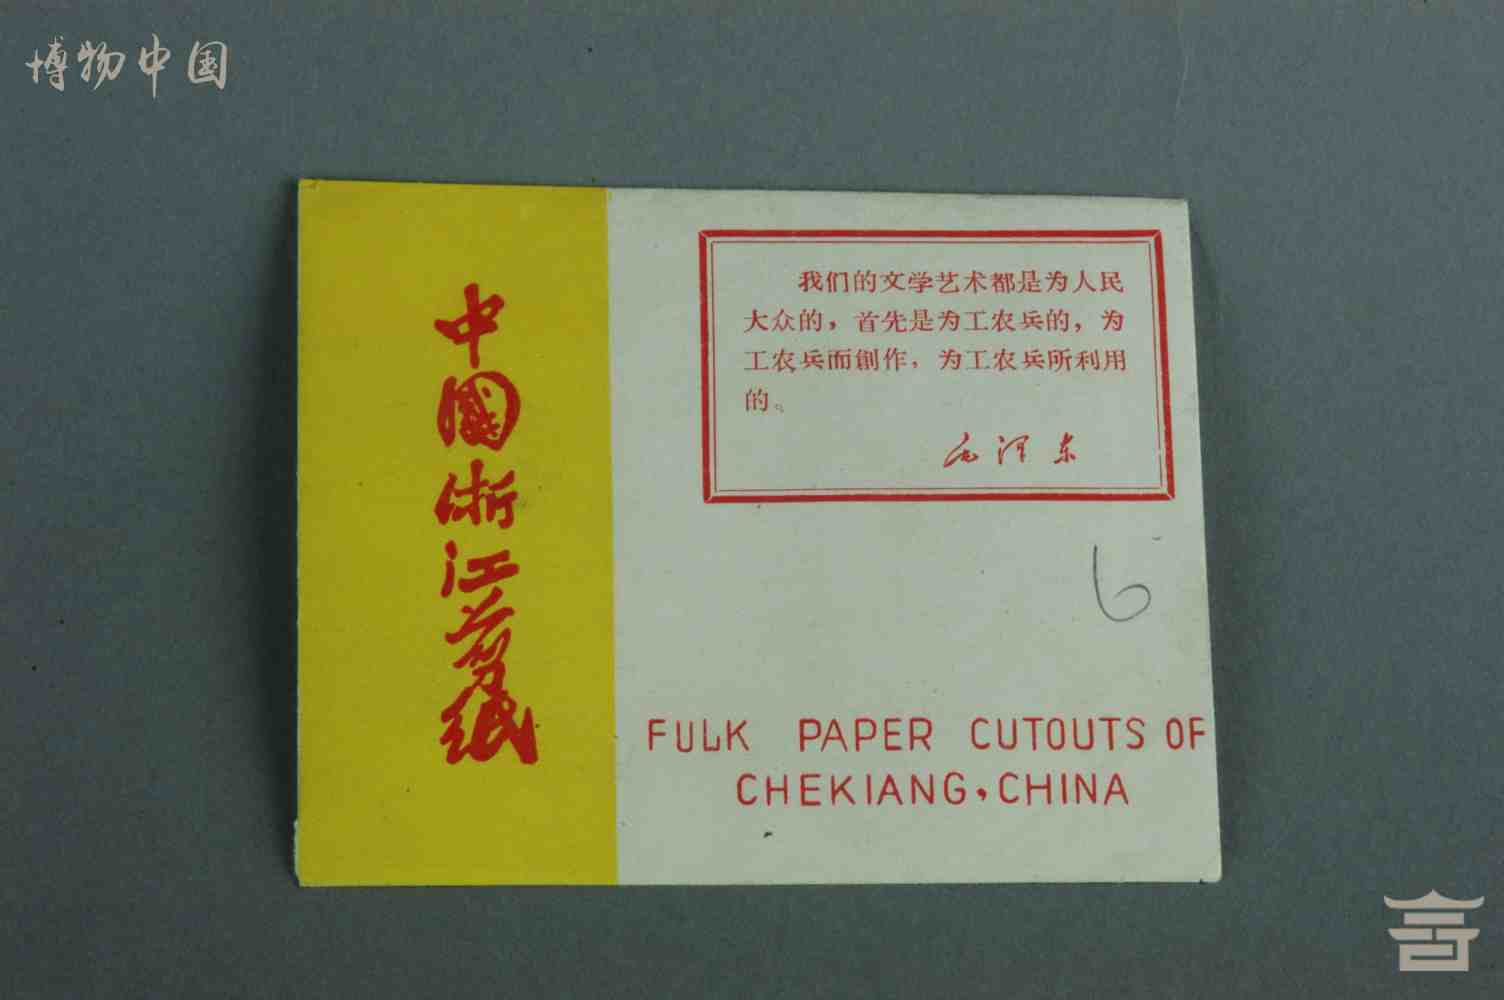 博物中国
中國浙江剪紙
我们的文学艺术都是为人民
大众的，首先是为工农兵的，为
工农兵而創作，为工农兵所利用
的。
毛泽东
6
FULK PAPER CUTOUTS OF
CHEKIANG,CHINA